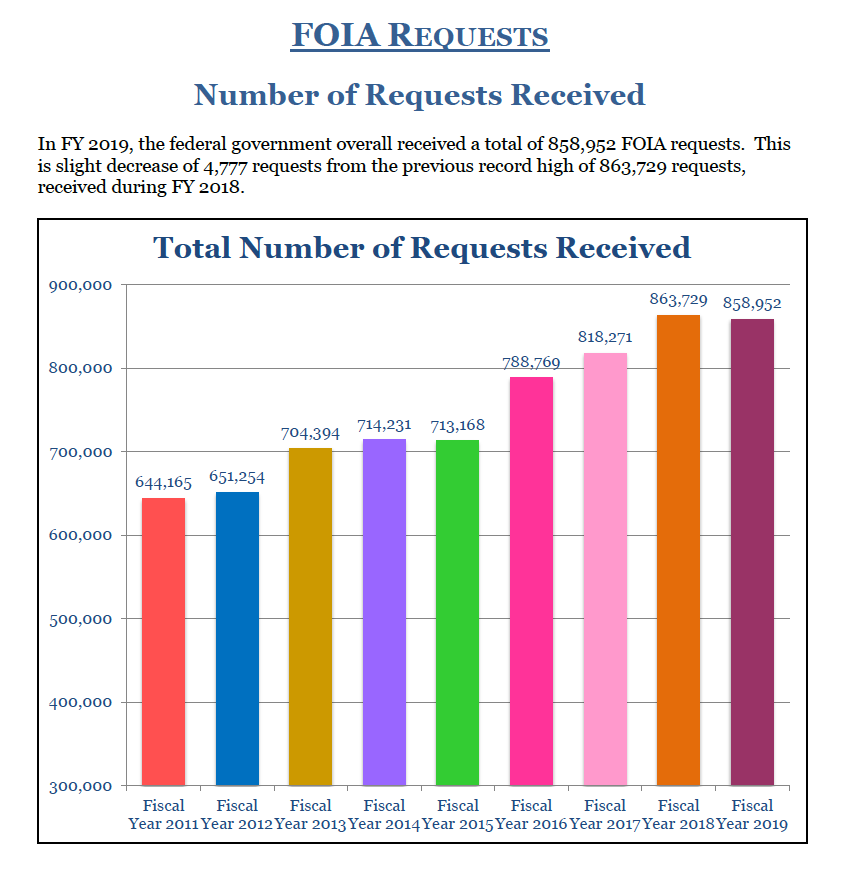 FOIA REQUESTS
Number of Requests Received
In FY 2019, the federal government overall received a total of 858,952 FOIA requests.  This
is slight decrease of 4,777 requests from the previous record high of 863,729 requests,
received during FY 2018.
Total Number of Requests Received
900,000
800,000
700,000
600,000
500,000
400,000
300,000
644,165
651,254
704,394
714,231
713,168
788,769
818,271
863,729
858,952
Fiscal Year 2011
Fiscal Year 2012
Fiscal Year 2013
Fiscal Year 2014
Fiscal Year 2015
Fiscal Year 2016
Fiscal Year 2017
Fiscal Year 2018
Fiscal Year 2019